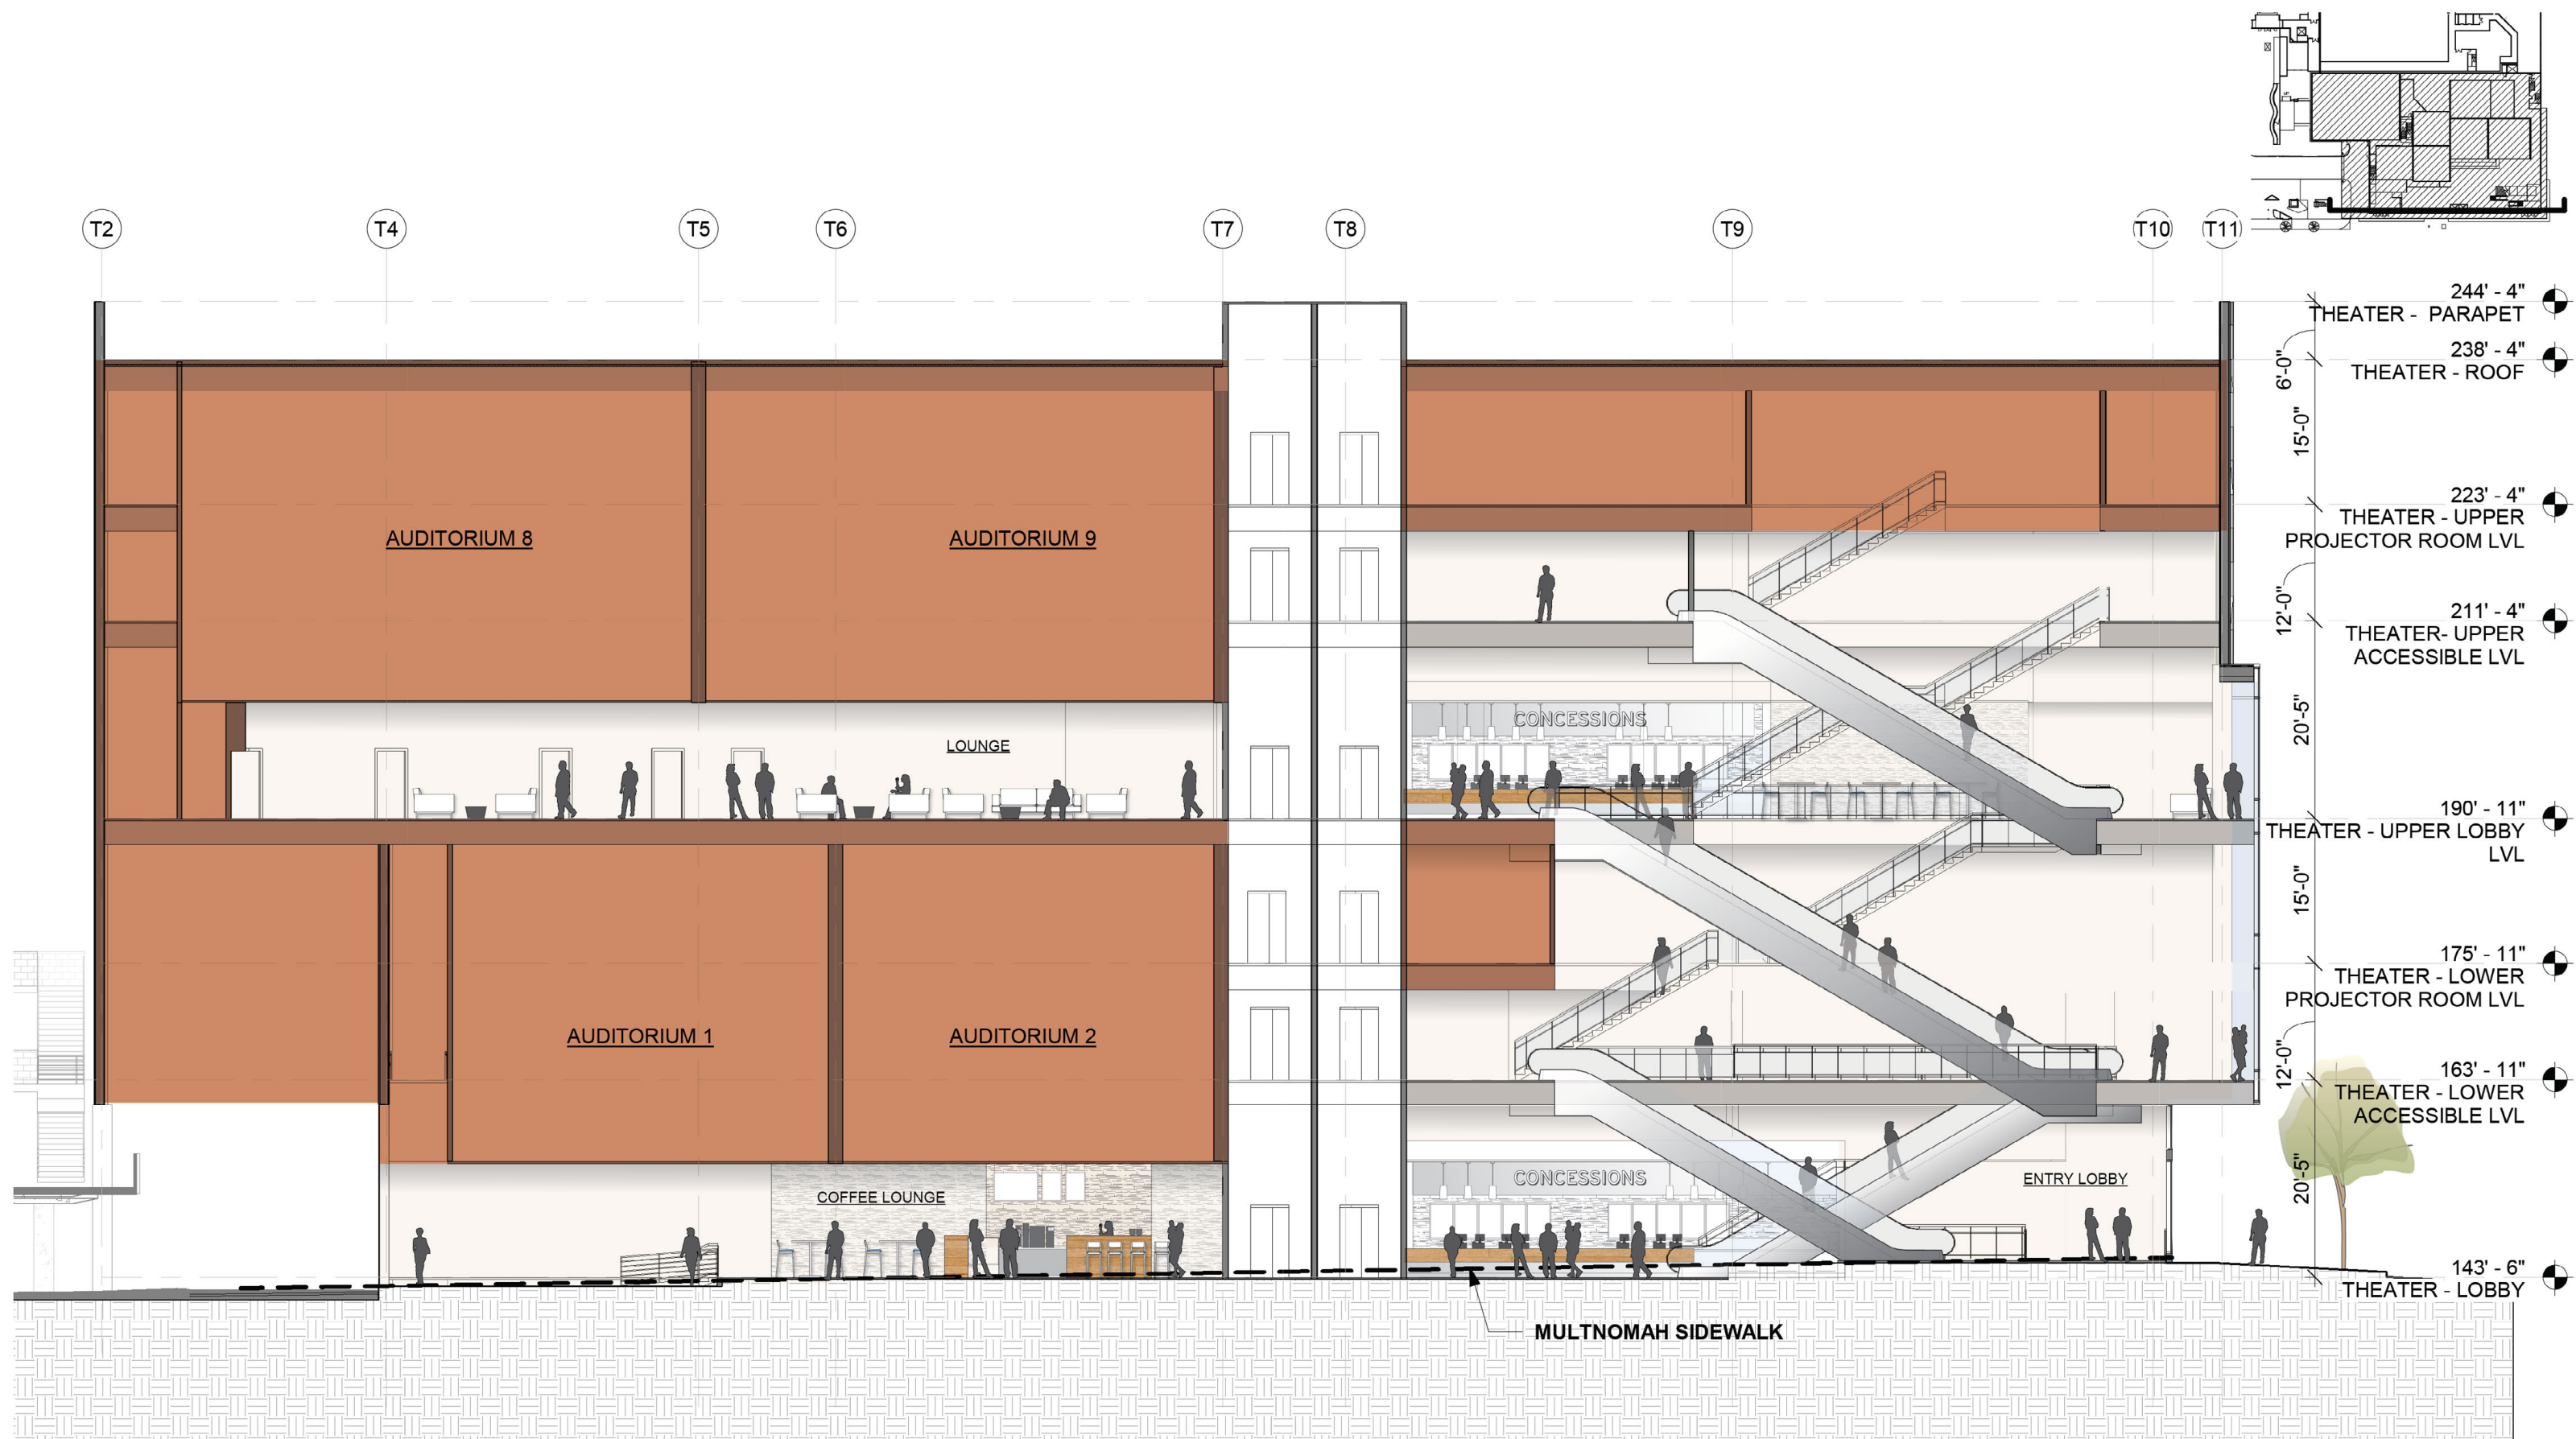 T2
T4
T5
T6
T7
T8
T9
T10
T11
244' - 4"
THEATER - PARAPET
6'-0"
238' - 4"
THEATER - ROOF
15'-0"
223' - 4"
THEATER - UPPER
PROJECTOR ROOM LVL
12'-0"
211' - 4"
THEATER- UPPER
ACCESSIBLE LVL
20'-5"
190' - 11"
THEATER - UPPER LOBBY
LVL
15'-0"
175' - 11"
THEATER - LOWER
PROJECTOR ROOM LVL
12'-0"
163' - 11"
THEATER - LOWER
ACCESSIBLE LVL
20'-5"
143' - 6"
THEATER - LOBBY
AUDITORIUM 8
AUDITORIUM 9
CONCESSIONS
LOUNGE
AUDITORIUM 1
AUDITORIUM 2
CONCESSIONS
ENTRY LOBBY
COFFEE LOUNGE
MULTNOMAH SIDEWALK